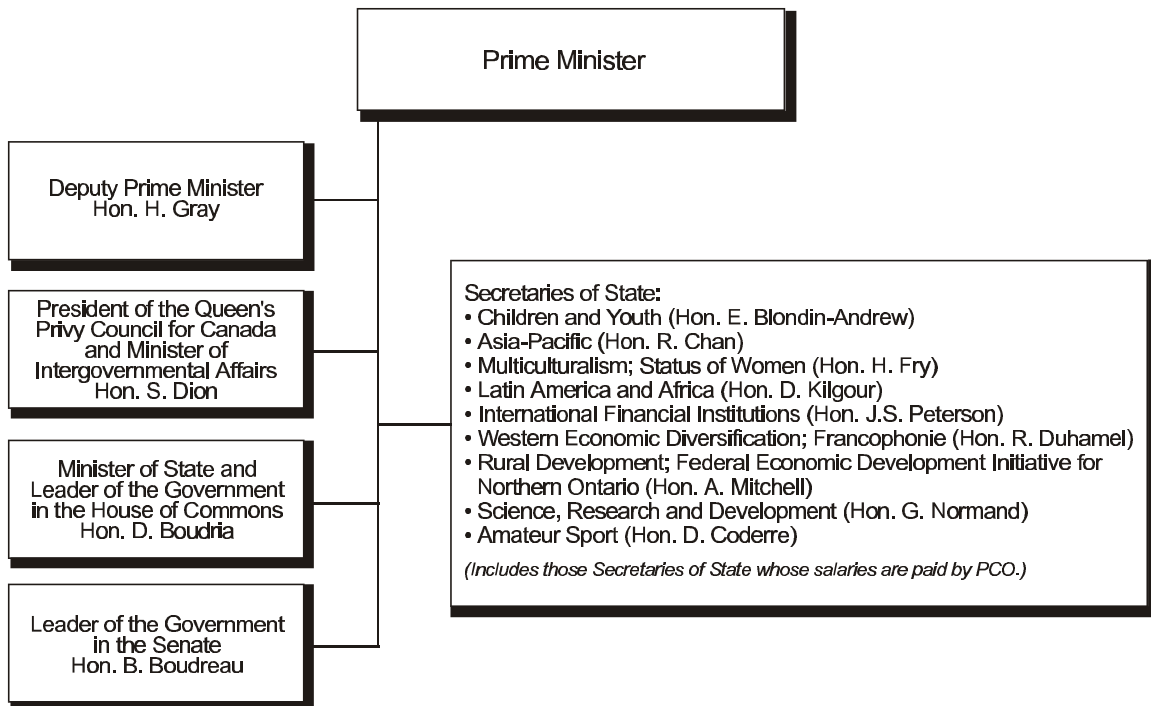 Prime Minister
Deputy Prime Minister
Hon. H. Gray
President of the Queen's
Privy Council for Canada
and Minister of
Intergovernmental Affairs
Hon. S. Dion
Minister of State and
Leader of the Government
in the House of Commons
Hon. D. Boudria
Leader of the Government
in the Senate
Hon. B. Boudreau
Secretaries of State:
• Children and Youth (Hon. E. Blondin-Andrew)
• Asia-Pacific (Hon. R. Chan)
• Multiculturalism; Status of Women (Hon. H. Fry)
• Latin America and Africa (Hon. D. Kilgour)
• International Financial Institutions (Hon. J.S. Peterson)
• Western Economic Diversification; Francophonie (Hon. R. Duhamel)
• Rural Development; Federal Economic Development Initiative for
Northern Ontario (Hon. A. Mitchell)
• Science, Research and Development (Hon. G. Normand)
• Amateur Sport (Hon. D. Coderre)
(Includes those Secretaries of State whose salaries are paid by PCO.)